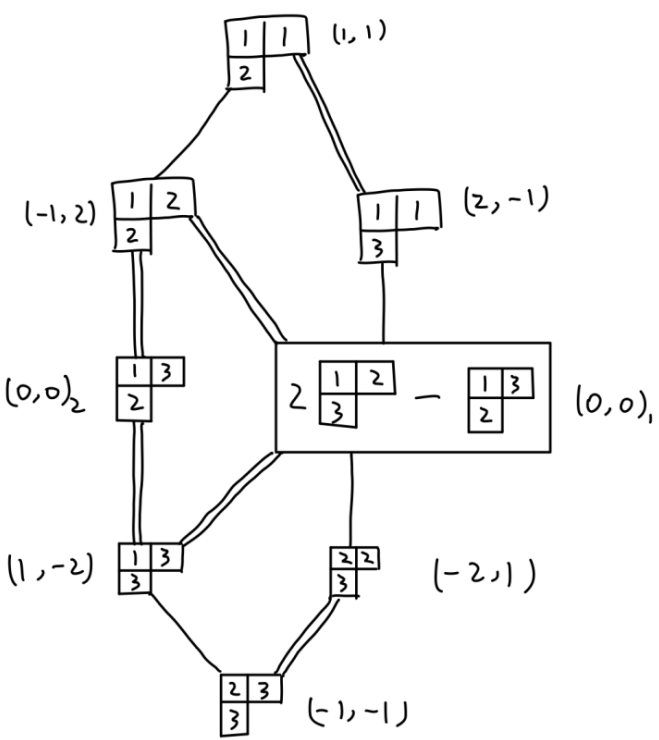 1 1 (1,1)
2
(-1,2) 1 2
2
1 1 (2,-1)
3
(0,0)₂ 1 3
2
2 1 2 - 1 3 (0,0)₁
3 2
(1,-2) 1 3
3
2 2 (-2,1)
3
2 3 (-1,-1)
3